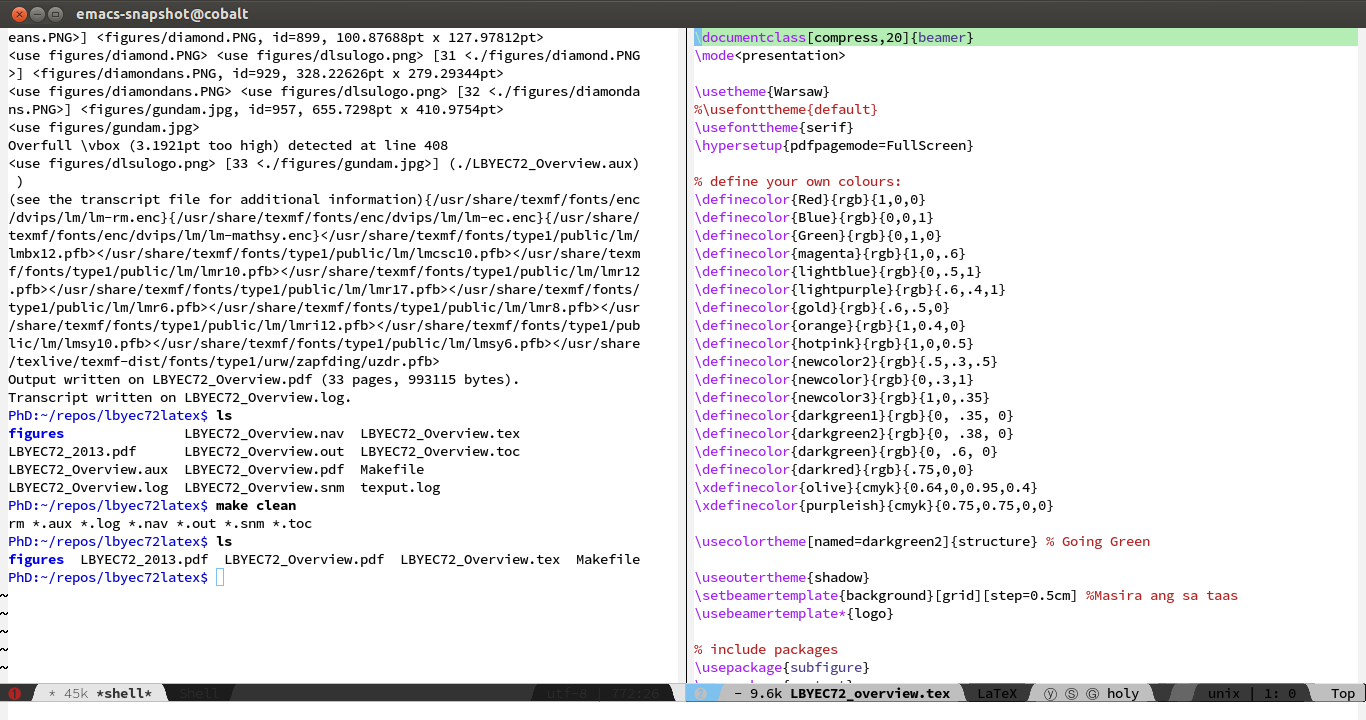 emacs-snapshot@cobalt
eans.PNG>] <figures/diamond.PNG, id=899, 100.87688pt x 127.97812pt>
<use figures/diamond.PNG> <use figures/dlsulogo.png> [31 <./figures/diamond.PNG
>] <figures/diamondans.PNG, id=929, 328.22626pt x 279.29344pt>
<use figures/diamondans.PNG> <use figures/dlsulogo.png> [32 <./figures/diamonda
ns.PNG>] <figures/gundam.jpg, id=957, 655.7298pt x 410.9754pt>
<use figures/gundam.jpg>
Overfull \vbox (3.1921pt too high) detected at line 408
<use figures/dlsulogo.png> [33 <./figures/gundam.jpg>] (./LBYEC72_Overview.aux)
 )
(see the transcript file for additional information){/usr/share/texmf/fonts/enc
/dvips/lm/lm-rm.enc}{/usr/share/texmf/fonts/enc/dvips/lm/lm-ec.enc}{/usr/share/
texmf/fonts/enc/dvips/lm/lm-mathsy.enc}</usr/share/texmf/fonts/type1/public/lm/
lmbx12.pfb></usr/share/texmf/fonts/type1/public/lm/lmcsc10.pfb></usr/share/texm
f/fonts/type1/public/lm/lmr10.pfb></usr/share/texmf/fonts/type1/public/lm/lmr12
.pfb></usr/share/texmf/fonts/type1/public/lm/lmr17.pfb></usr/share/texmf/fonts/
type1/public/lm/lmr6.pfb></usr/share/texmf/fonts/type1/public/lm/lmr8.pfb></usr
/share/texmf/fonts/type1/public/lm/lmri12.pfb></usr/share/texmf/fonts/type1/pub
lic/lm/lmsy10.pfb></usr/share/texmf/fonts/type1/public/lm/lmsy6.pfb></usr/share
/texlive/texmf-dist/fonts/type1/urw/zapfding/uzdr.pfb>
Output written on LBYEC72_Overview.pdf (33 pages, 993115 bytes).
Transcript written on LBYEC72_Overview.log.
PhD:~/repos/lbyec72latex$ ls
figures               LBYEC72_Overview.nav  LBYEC72_Overview.tex
LBYEC72_2013.pdf      LBYEC72_Overview.out  LBYEC72_Overview.toc
LBYEC72_Overview.aux  LBYEC72_Overview.pdf  Makefile
LBYEC72_Overview.log  LBYEC72_Overview.snm  texput.log
PhD:~/repos/lbyec72latex$ make clean
rm *.aux *.log *.nav *.out *.snm *.toc
PhD:~/repos/lbyec72latex$ ls
figures  LBYEC72_2013.pdf  LBYEC72_Overview.pdf  LBYEC72_Overview.tex  Makefile
PhD:~/repos/lbyec72latex$
* 45k *shell* Shell utf-8 | 772:26
\documentclass[compress,20]{beamer}
\mode<presentation>
\usetheme{Warsaw}
%\usefonttheme{default}
\usefonttheme{serif}
\hypersetup{pdfpagemode=FullScreen}
% define your own colours:
\definecolor{Red}{rgb}{1,0,0}
\definecolor{Blue}{rgb}{0,0,1}
\definecolor{Green}{rgb}{0,1,0}
\definecolor{magenta}{rgb}{1,0,.6}
\definecolor{lightblue}{rgb}{0,.5,1}
\definecolor{lightpurple}{rgb}{.6,.4,1}
\definecolor{gold}{rgb}{.6,.5,0}
\definecolor{orange}{rgb}{1,0.4,0}
\definecolor{hotpink}{rgb}{1,0,0.5}
\definecolor{newcolor2}{rgb}{.5,.3,.5}
\definecolor{newcolor}{rgb}{0,.3,1}
\definecolor{newcolor3}{rgb}{1,0,.35}
\definecolor{darkgreen1}{rgb}{0, .35, 0}
\definecolor{darkgreen2}{rgb}{0, .38, 0}
\definecolor{darkgreen}{rgb}{0, .6, 0}
\definecolor{darkred}{rgb}{.75,0,0}
\xdefinecolor{olive}{cmyk}{0.64,0,0.95,0.4}
\xdefinecolor{purpleish}{cmyk}{0.75,0.75,0,0}
\usecolortheme[named=darkgreen2]{structure} % Going Green
\useoutertheme{shadow}
\setbeamertemplate{background}[grid][step=0.5cm] %Masira ang sa taas
\usebeamertemplate*{logo}
% include packages
\usepackage{subfigure}
- 9.6k LBYEC72_overview.tex LaTeX ⓨ Ⓢ Ⓖ holy unix | 1: 0 Top